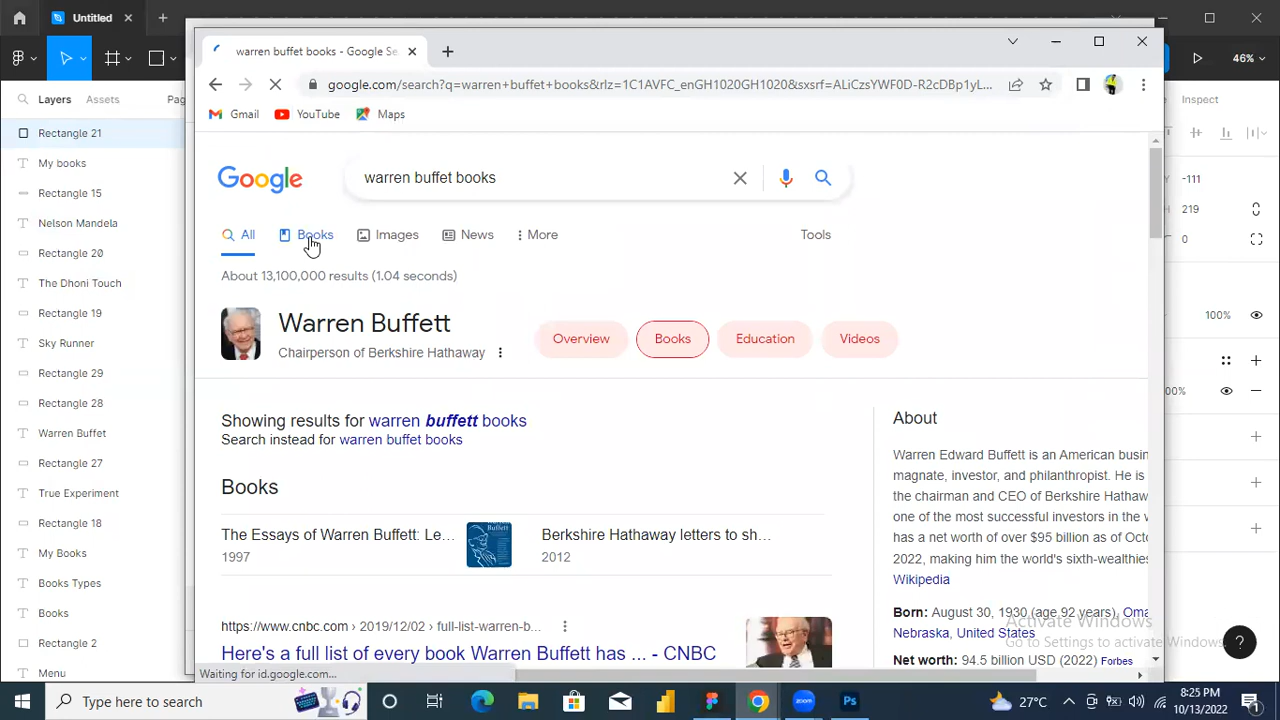 Untitled
46%
warren buffet books - Google Se
google.com/search?q=warren+buffet+books&rlz=1C1AVFC_enGH1020GH1020&sxsrf=ALiCzsYWF0D-R2cDBp1yL...
Gmail
YouTube
Maps
Layers
Assets
Pag
Inspect
Rectangle 21
My books
Rectangle 15
Nelson Mandela
Rectangle 20
The Dhoni Touch
Rectangle 19
Sky Runner
Rectangle 29
Rectangle 28
Warren Buffet
Rectangle 27
True Experiment
Rectangle 18
My Books
Books Types
Books
Rectangle 2
Menu
Google
warren buffet books
All
Books
Images
News
More
Tools
About 13,100,000 results (1.04 seconds)
Warren Buffett
Chairperson of Berkshire Hathaway
Overview
Books
Education
Videos
Showing results for warren buffett books
Search instead for warren buffet books
Books
The Essays of Warren Buffett: Le...
1997
Buffett
Berkshire Hathaway letters to sh...
2012
https://www.cnbc.com › 2019/12/02 › full-list-warren-b...
Here's a full list of every book Warren Buffett has ... - CNBC
About
Warren Edward Buffett is an American busin
magnate, investor, and philanthropist. He is
the chairman and CEO of Berkshire Hathaw
one of the most successful investors in the w
has a net worth of over $95 billion as of Octo
2022, making him the world's sixth-wealthies
Wikipedia
Born: August 30, 1930 (age 92 years), Oma
Nebraska, United States
Net worth: 94.5 billion USD (2022) Forbes
Y -111
H 219
0
100%
00%
Activate Windows
Go to Settings to activate Windows.
?
Waiting for id.google.com...
Type here to search
27°C
8:25 PM
10/13/2022
1